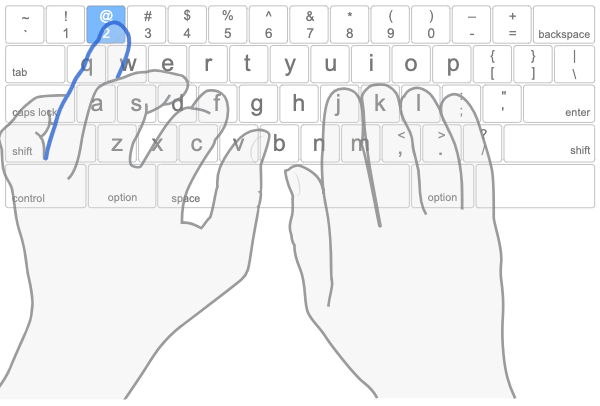 ~ ! @ # $ % ^ & * ( ) – +
` 1 2 3 4 5 6 7 8 9 0 - = backspace
tab q w e r t y u i o p { [ } ] | \
caps lock a s d f g h j k l : ; " ' enter
shift z x c v b n m < , > . ? / shift
control option space option